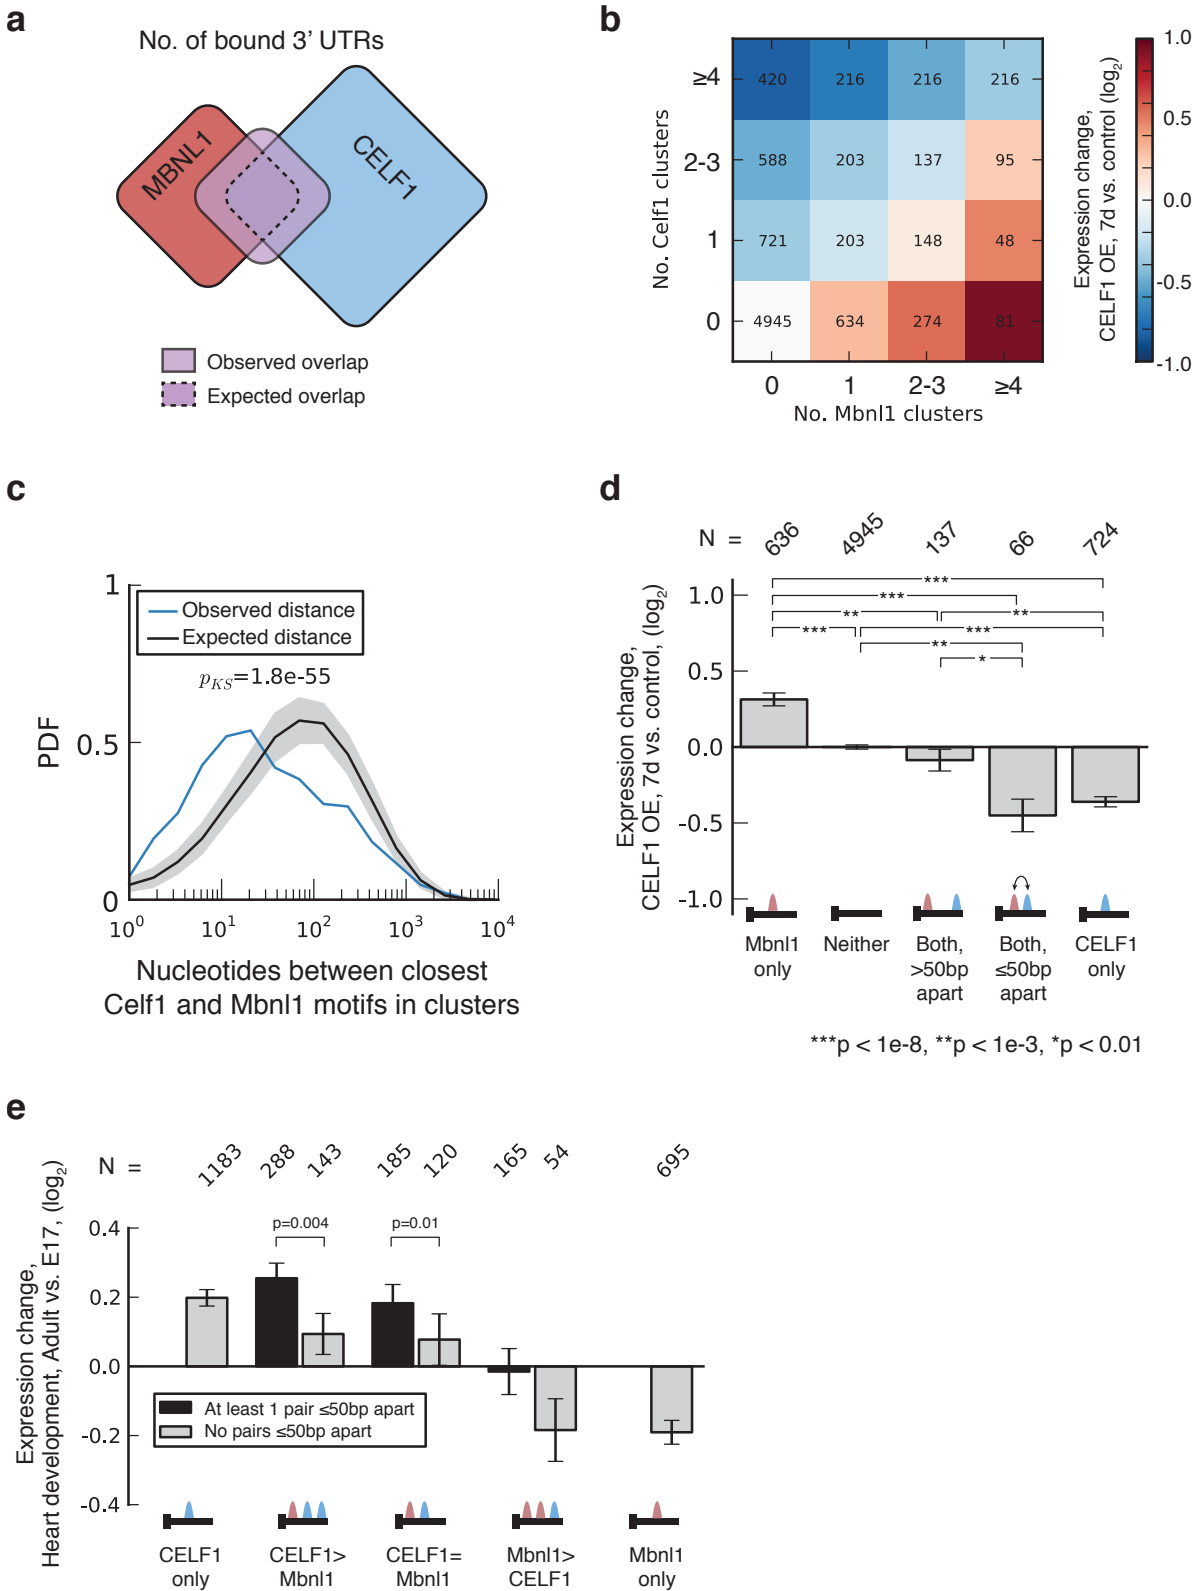 a
No. of bound 3' UTRs
MBNL1
CELF1
Observed overlap
Expected overlap
b
No. Celf1 clusters
≥4
2-3
1
0
420 216 216 216
588 203 137 95
721 203 148 48
4945 634 274 81
0 1 2-3 ≥4
No. Mbnl1 clusters
Expression change,
CELF1 OE, 7d vs. control (log2)
1.0
0.5
0.0
-0.5
-1.0
c
PDF
1
0.5
0
Observed distance
Expected distance
pKS=1.8e-55
10^0 10^1 10^2 10^3 10^4
Nucleotides between closest
Celf1 and Mbnl1 motifs in clusters
d
N = 636 4945 137 66 724
Expression change,
CELF1 OE, 7d vs. control, (log2)
1.0
0.5
0.0
-0.5
-1.0
***
***
** **
*** ***
**
*
Mbnl1
only
Neither
Both,
>50bp
apart
Both,
≤50bp
apart
CELF1
only
***p < 1e-8, **p < 1e-3, *p < 0.01
e
N = 1183 288 143 185 120 165 54 695
Expression change,
Heart development, Adult vs. E17, (log2)
0.4
0.2
0.0
-0.2
-0.4
p=0.004
p=0.01
At least 1 pair ≤50bp apart
No pairs ≤50bp apart
CELF1
only
CELF1>
Mbnl1
CELF1=
Mbnl1
Mbnl1>
CELF1
Mbnl1
only